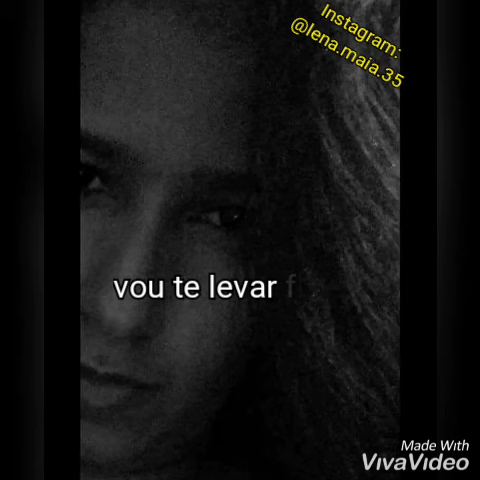 Instagram:
@lena.maia.35
vou te levar f
Made With
VivaVideo